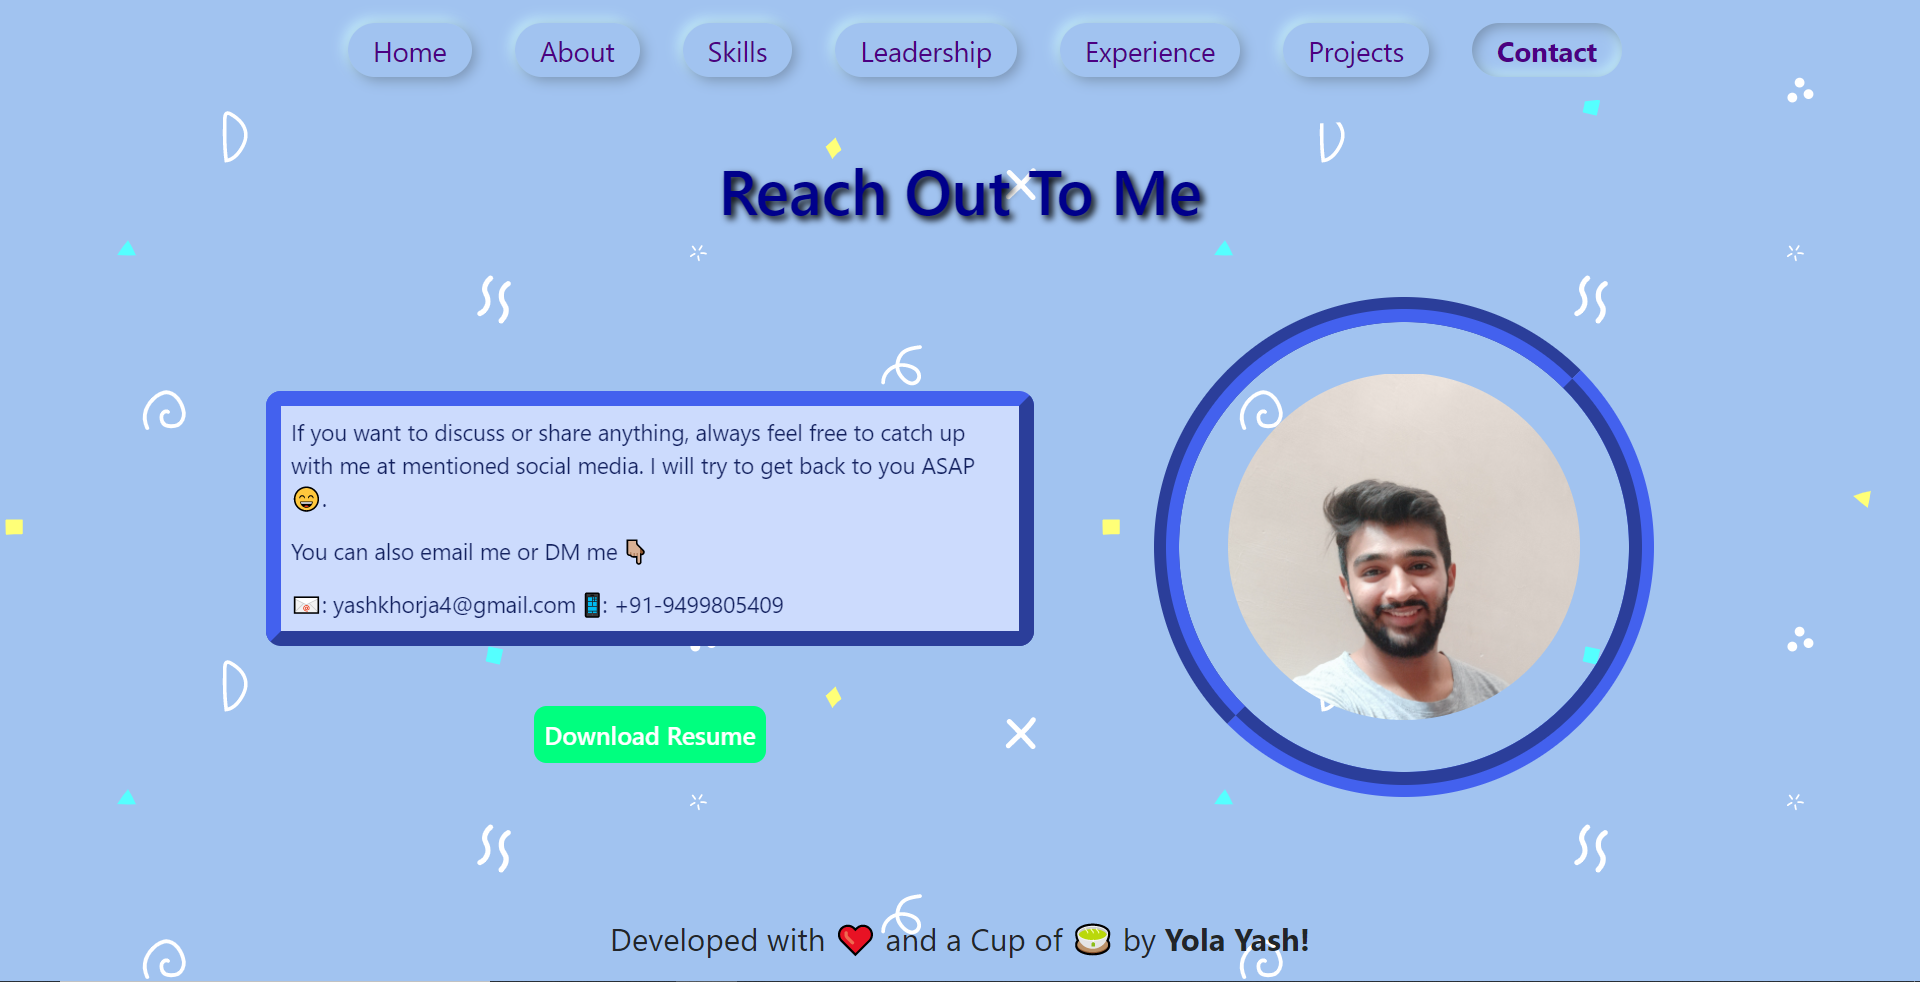 Home About Skills Leadership Experience Projects Contact
Reach Out To Me
If you want to discuss or share anything, always feel free to catch up
with me at mentioned social media. I will try to get back to you ASAP
😄.
You can also email me or DM me 👇🏽
📧: yashkhorja4@gmail.com 📱: +91-9499805409
Download Resume
Developed with ❤️ and a Cup of 🍵 by Yola Yash!